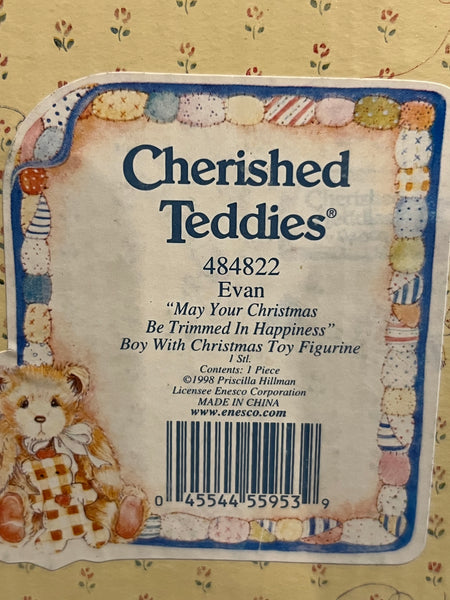 Cherished
Teddies®
484822
Evan
"May Your Christmas
Be Trimmed In Happiness"
Boy With Christmas Toy Figurine
1 Stl.
Contents: 1 Piece
©1998 Priscilla Hillman
Licensee Enesco Corporation
MADE IN CHINA
www.enesco.com
0 45544 55953 9